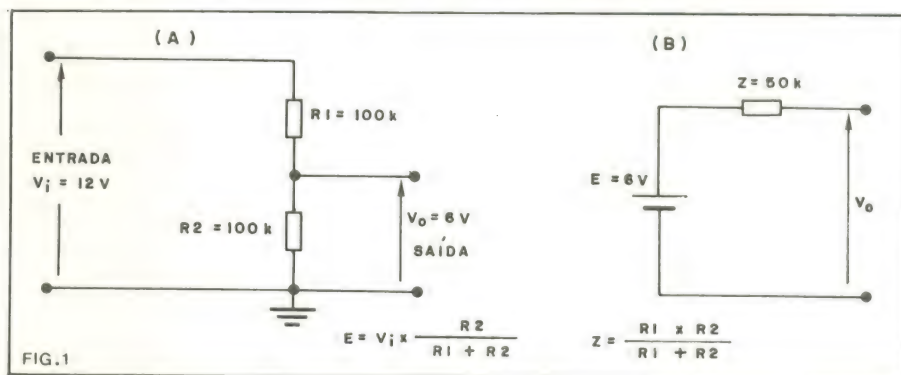 (A)
(B)
ENTRADA
Vi = 12 V
R1 = 100 k
R2 = 100 k
Vo = 6 V
SAÍDA
Z = 50 k
E = 6 V
Vo
E = Vi x R2 / R1 + R2
Z = R1 x R2 / R1 + R2
FIG.1